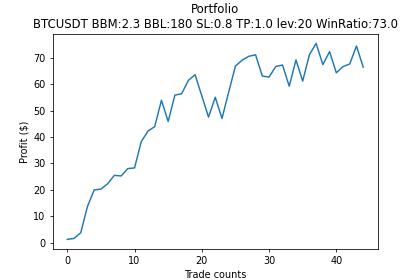 Portfolio
BTCUSDT BBM:2.3 BBL:180 SL:0.8 TP:1.0 lev:20 WinRatio:73.0
Profit ($)
70
60
50
40
30
20
10
0
0 10 20 30 40
Trade counts